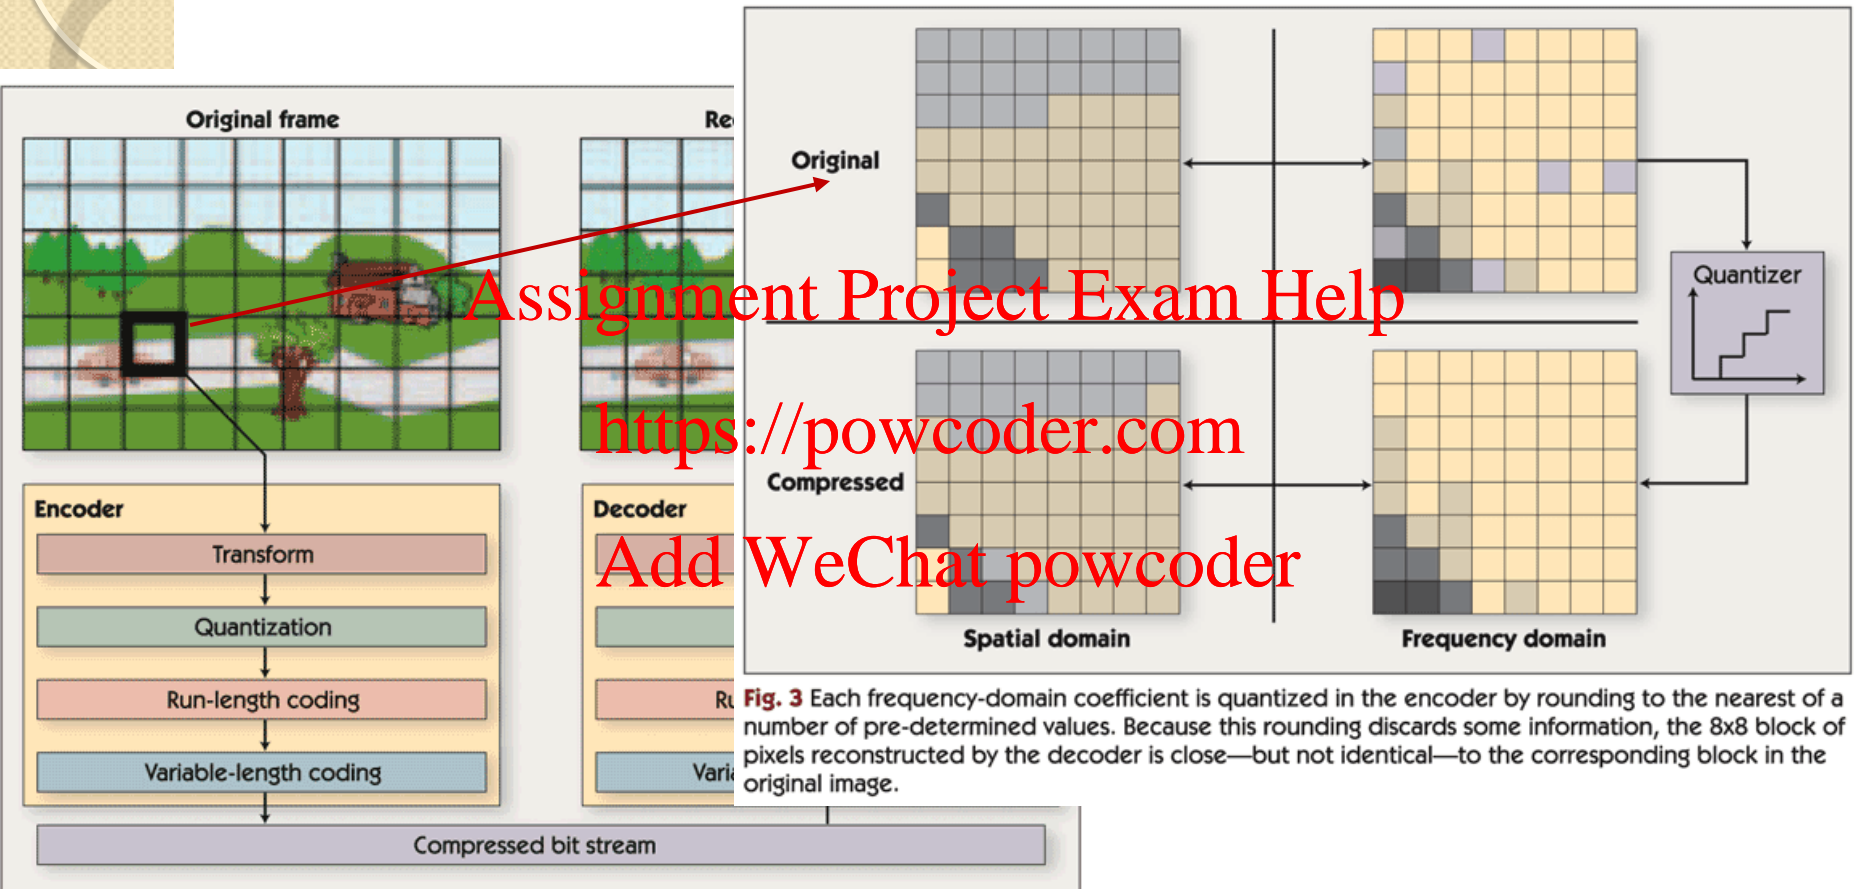 Original frame
Re
Encoder
Transform
Quantization
Run-length coding
Variable-length coding
Decoder
Ru
Varia
Compressed bit stream
Original
Quantizer
Compressed
Spatial domain
Frequency domain
Fig. 3 Each frequency-domain coefficient is quantized in the encoder by rounding to the nearest of a
number of pre-determined values. Because this rounding discards some information, the 8x8 block of
pixels reconstructed by the decoder is close—but not identical—to the corresponding block in the
original image.
Assignment Project Exam Help
https://powcoder.com
Add WeChat powcoder